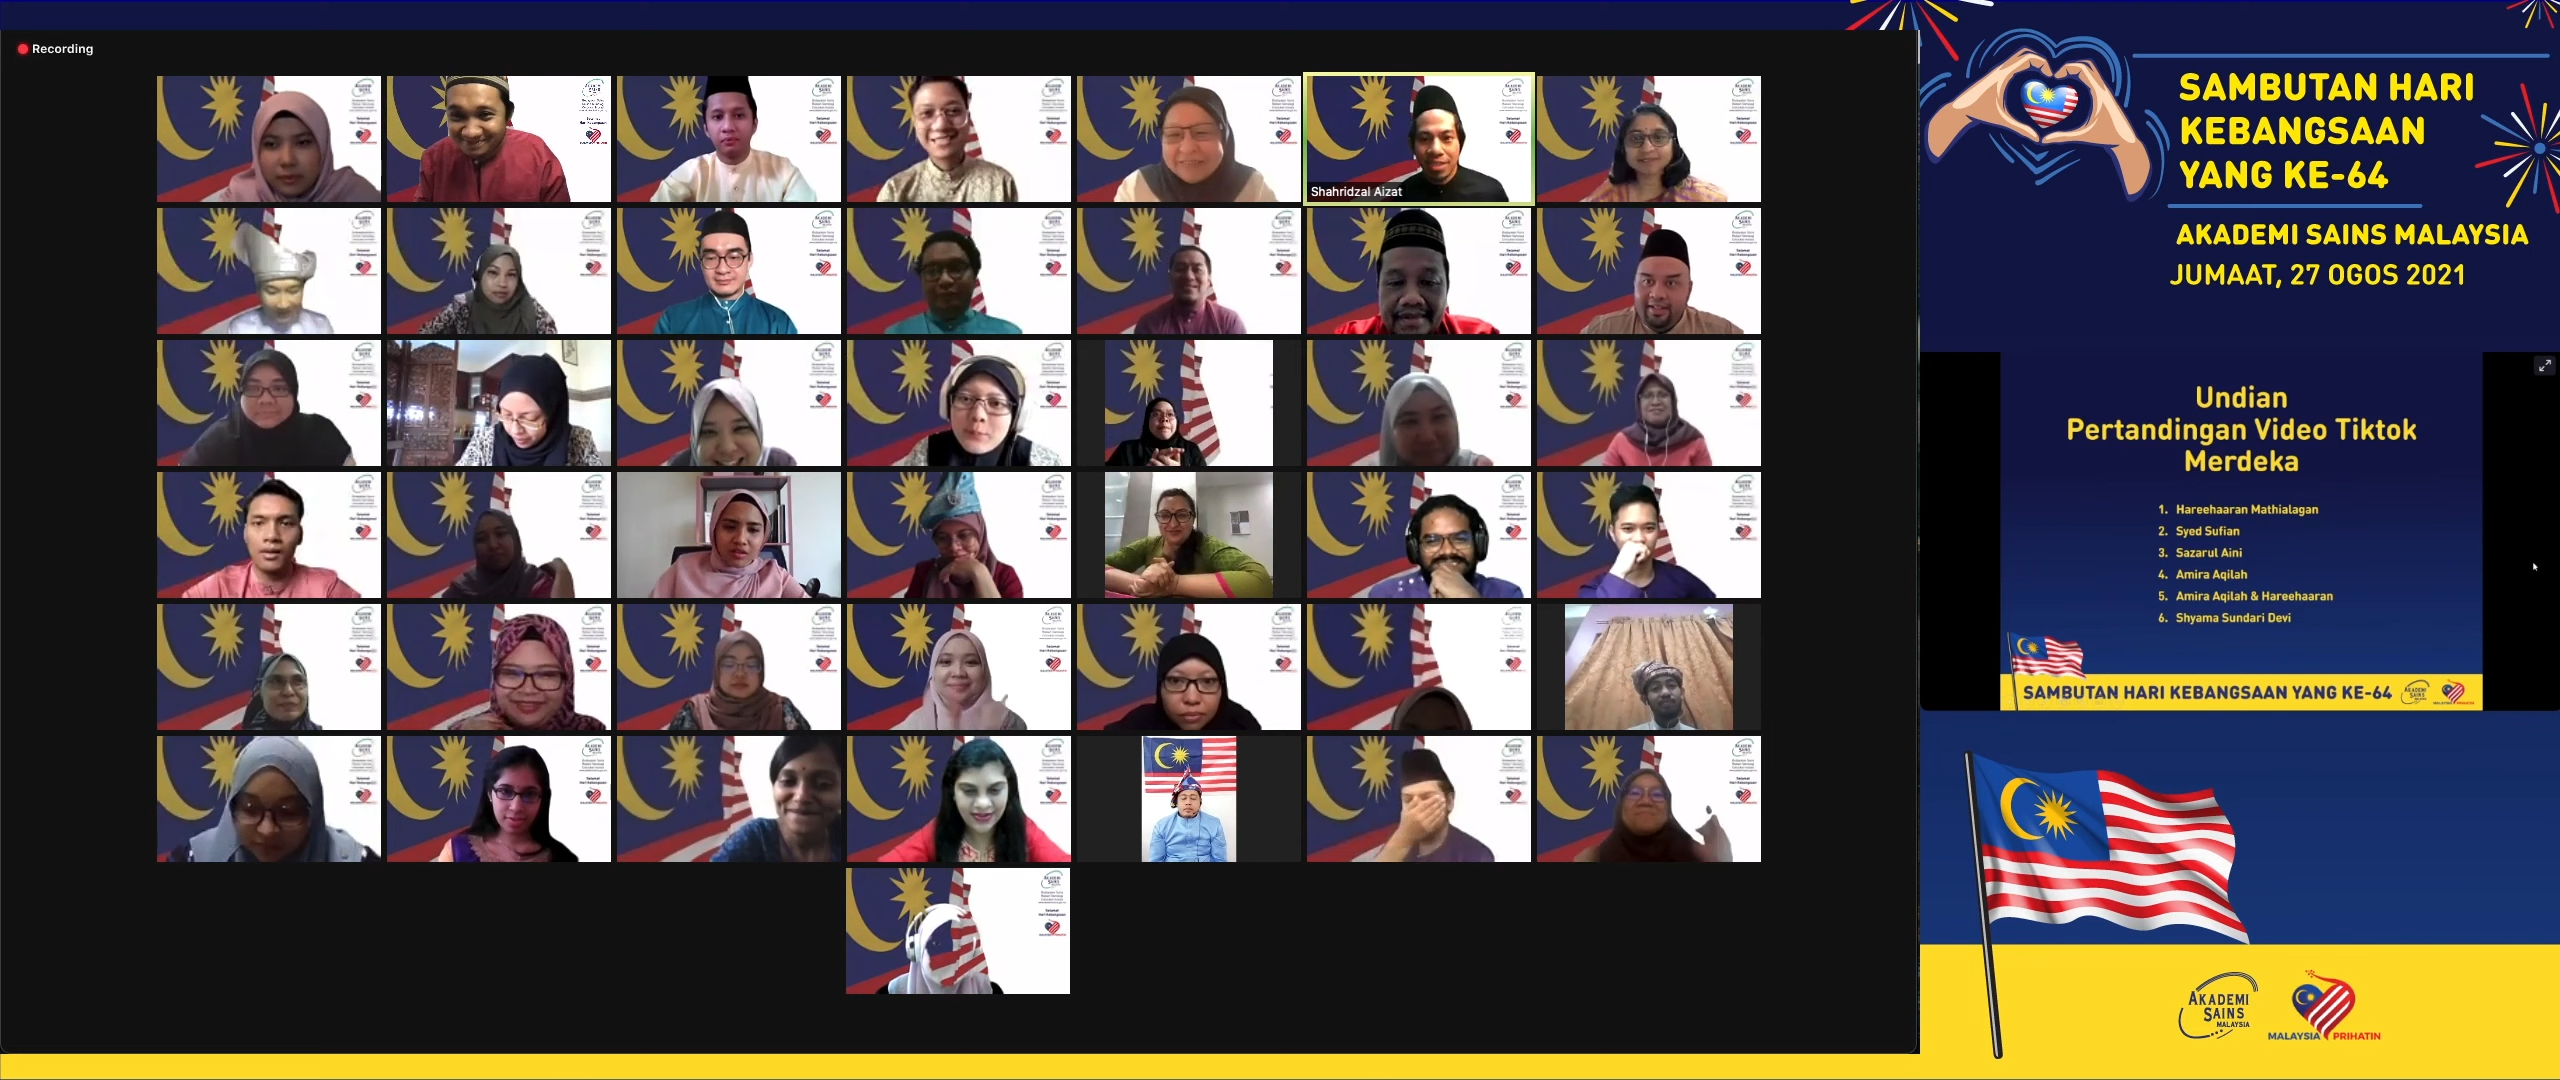 Recording
Shahridzal Aizat
SAMBUTAN HARI
KEBANGSAAN
YANG KE-64
AKADEMI SAINS MALAYSIA
JUMAAT, 27 OGOS 2021
Undian
Pertandingan Video Tiktok
Merdeka
1. Hareehaaran Mathialagan
2. Syed Sufian
3. Sazarul Aini
4. Amira Aqilah
5. Amira Aqilah & Hareehaaran
6. Shyama Sundari Devi
SAMBUTAN HARI KEBANGSAAN YANG KE-64
AKADEMI
SAINS
MALAYSIA
MALAYSIA PRIHATIN